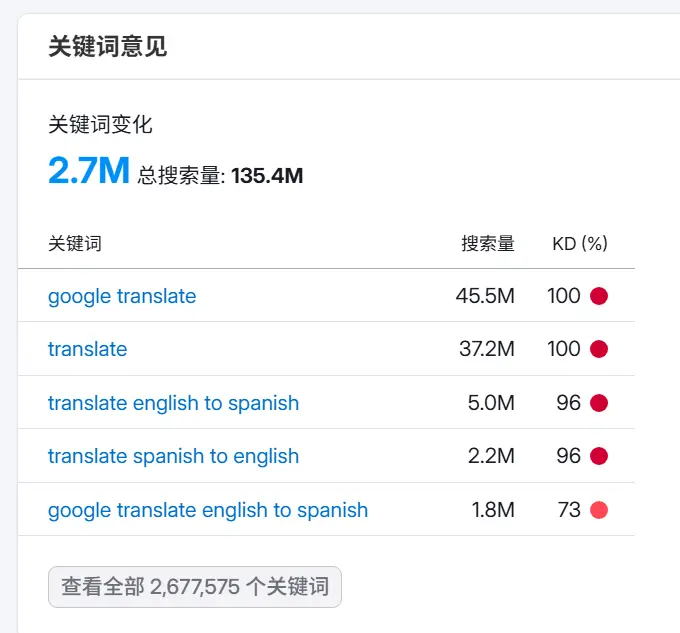 关键词意见
关键词变化
2.7M 总搜索量: 135.4M
关键词 搜索量 KD (%)
google translate 45.5M 100
translate 37.2M 100
translate english to spanish 5.0M 96
translate spanish to english 2.2M 96
google translate english to spanish 1.8M 73
查看全部 2,677,575 个关键词